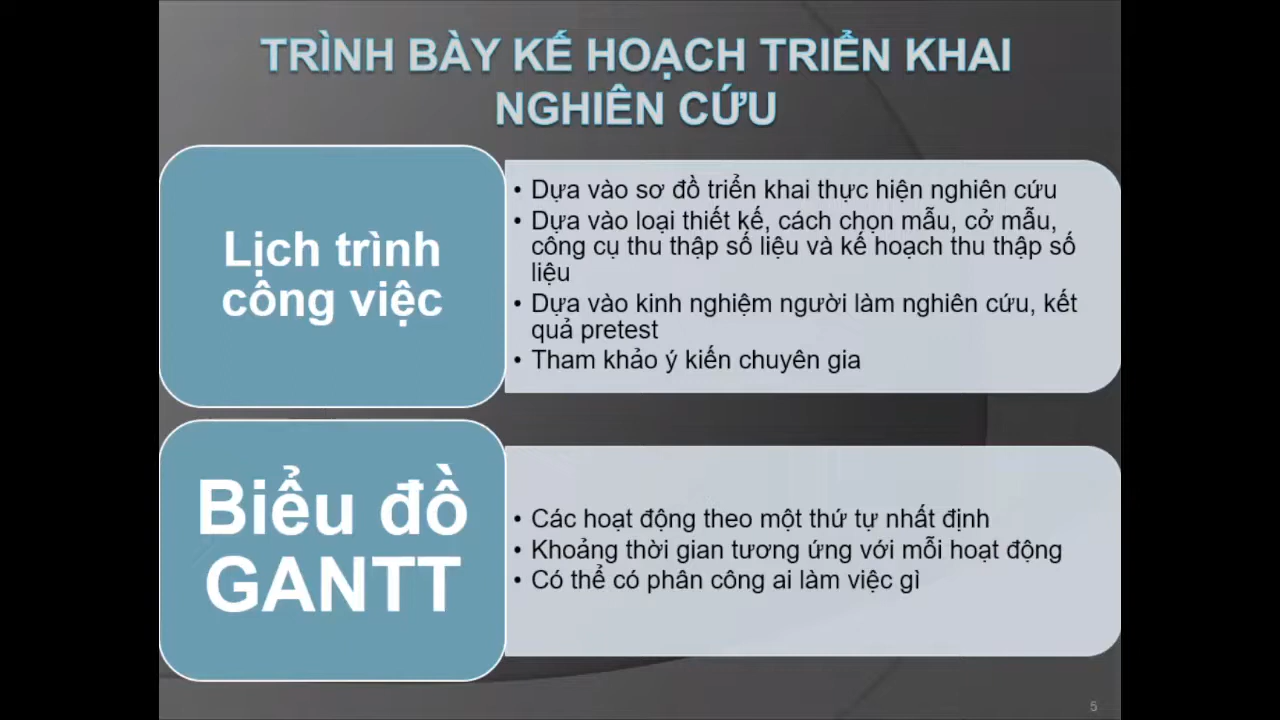 TRÌNH BÀY KẾ HOẠCH TRIỂN KHAI
NGHIÊN CỨU
Lịch trình
công việc
• Dựa vào sơ đồ triển khai thực hiện nghiên cứu
• Dựa vào loại thiết kế, cách chọn mẫu, cở mẫu,
công cụ thu thập số liệu và kế hoạch thu thập số
liệu
• Dựa vào kinh nghiệm người làm nghiên cứu, kết
quả pretest
• Tham khảo ý kiến chuyên gia
Biểu đồ
GANTT
• Các hoạt động theo một thứ tự nhất định
• Khoảng thời gian tương ứng với mỗi hoạt động
• Có thể có phân công ai làm việc gì
5